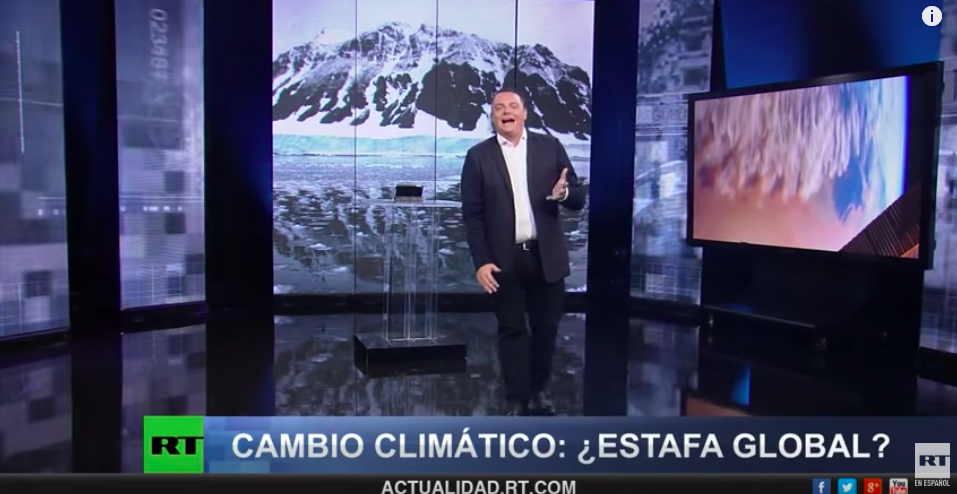 RT
CAMBIO CLIMÁTICO: ¿ESTAFA GLOBAL?
RT
EN ESPAÑOL
ACTUALIDAD.RT.COM